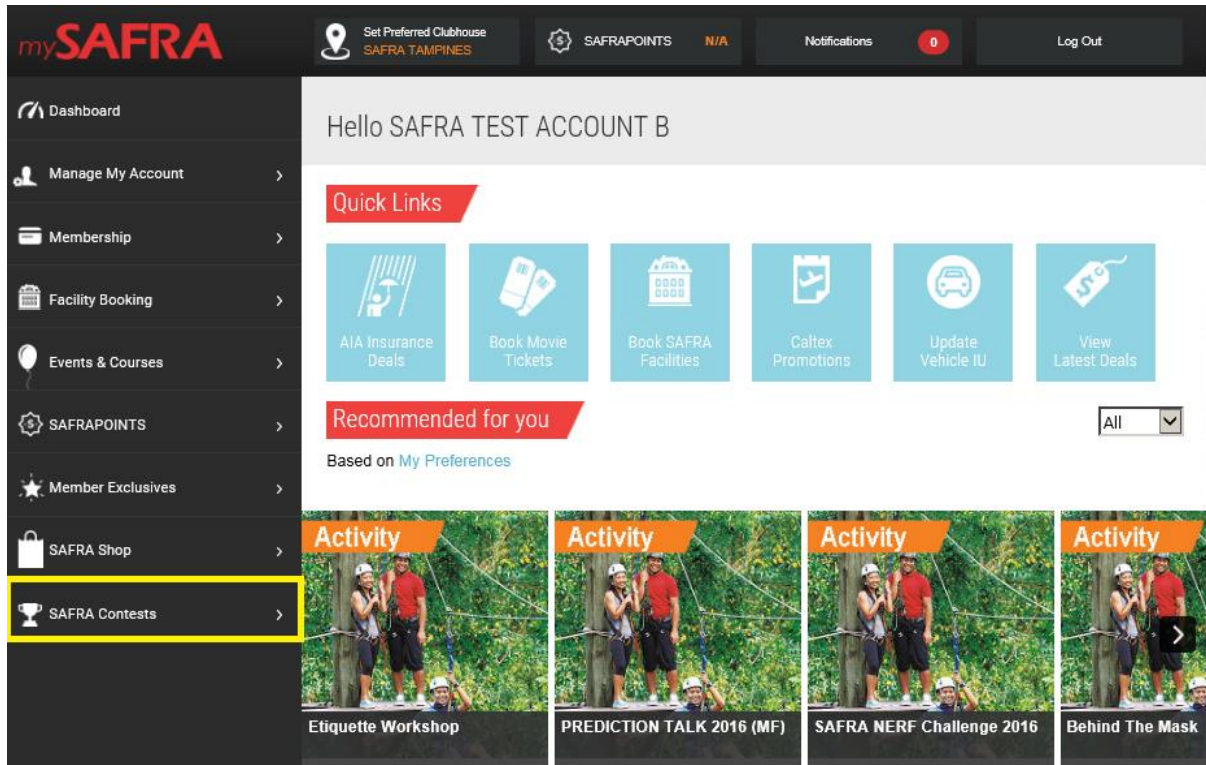 mySAFRA
Set Preferred Clubhouse
SAFRA TAMPINES
SAFRAPOINTS N/A
Notifications 0
Log Out
Dashboard
Manage My Account
Membership
Facility Booking
Events & Courses
SAFRAPOINTS
Member Exclusives
SAFRA Shop
SAFRA Contests
Hello SAFRA TEST ACCOUNT B
Quick Links
AIA Insurance
Deals
Book Movie
Tickets
Book SAFRA
Facilities
Caltex
Promotions
Update
Vehicle IU
View
Latest Deals
Recommended for you
All
Based on My Preferences
Activity
Etiquette Workshop
Activity
PREDICTION TALK 2016 (MF)
Activity
SAFRA NERF Challenge 2016
Activity
Behind The Mask